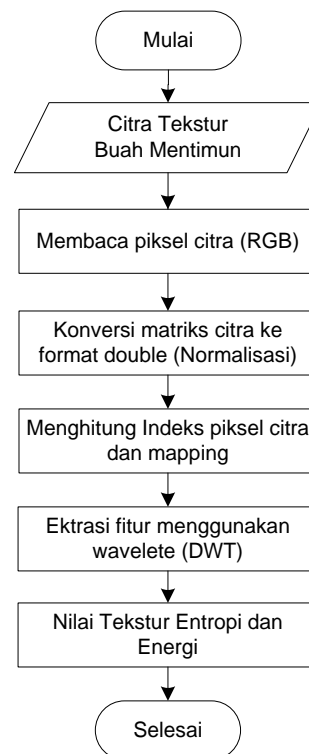 Mulai
Citra Tekstur
Buah Mentimun
Membaca piksel citra (RGB)
Konversi matriks citra ke
format double (Normalisasi)
Menghitung Indeks piksel citra
dan mapping
Ektrasi fitur menggunakan
wavelete (DWT)
Nilai Tekstur Entropi dan
Energi
Selesai